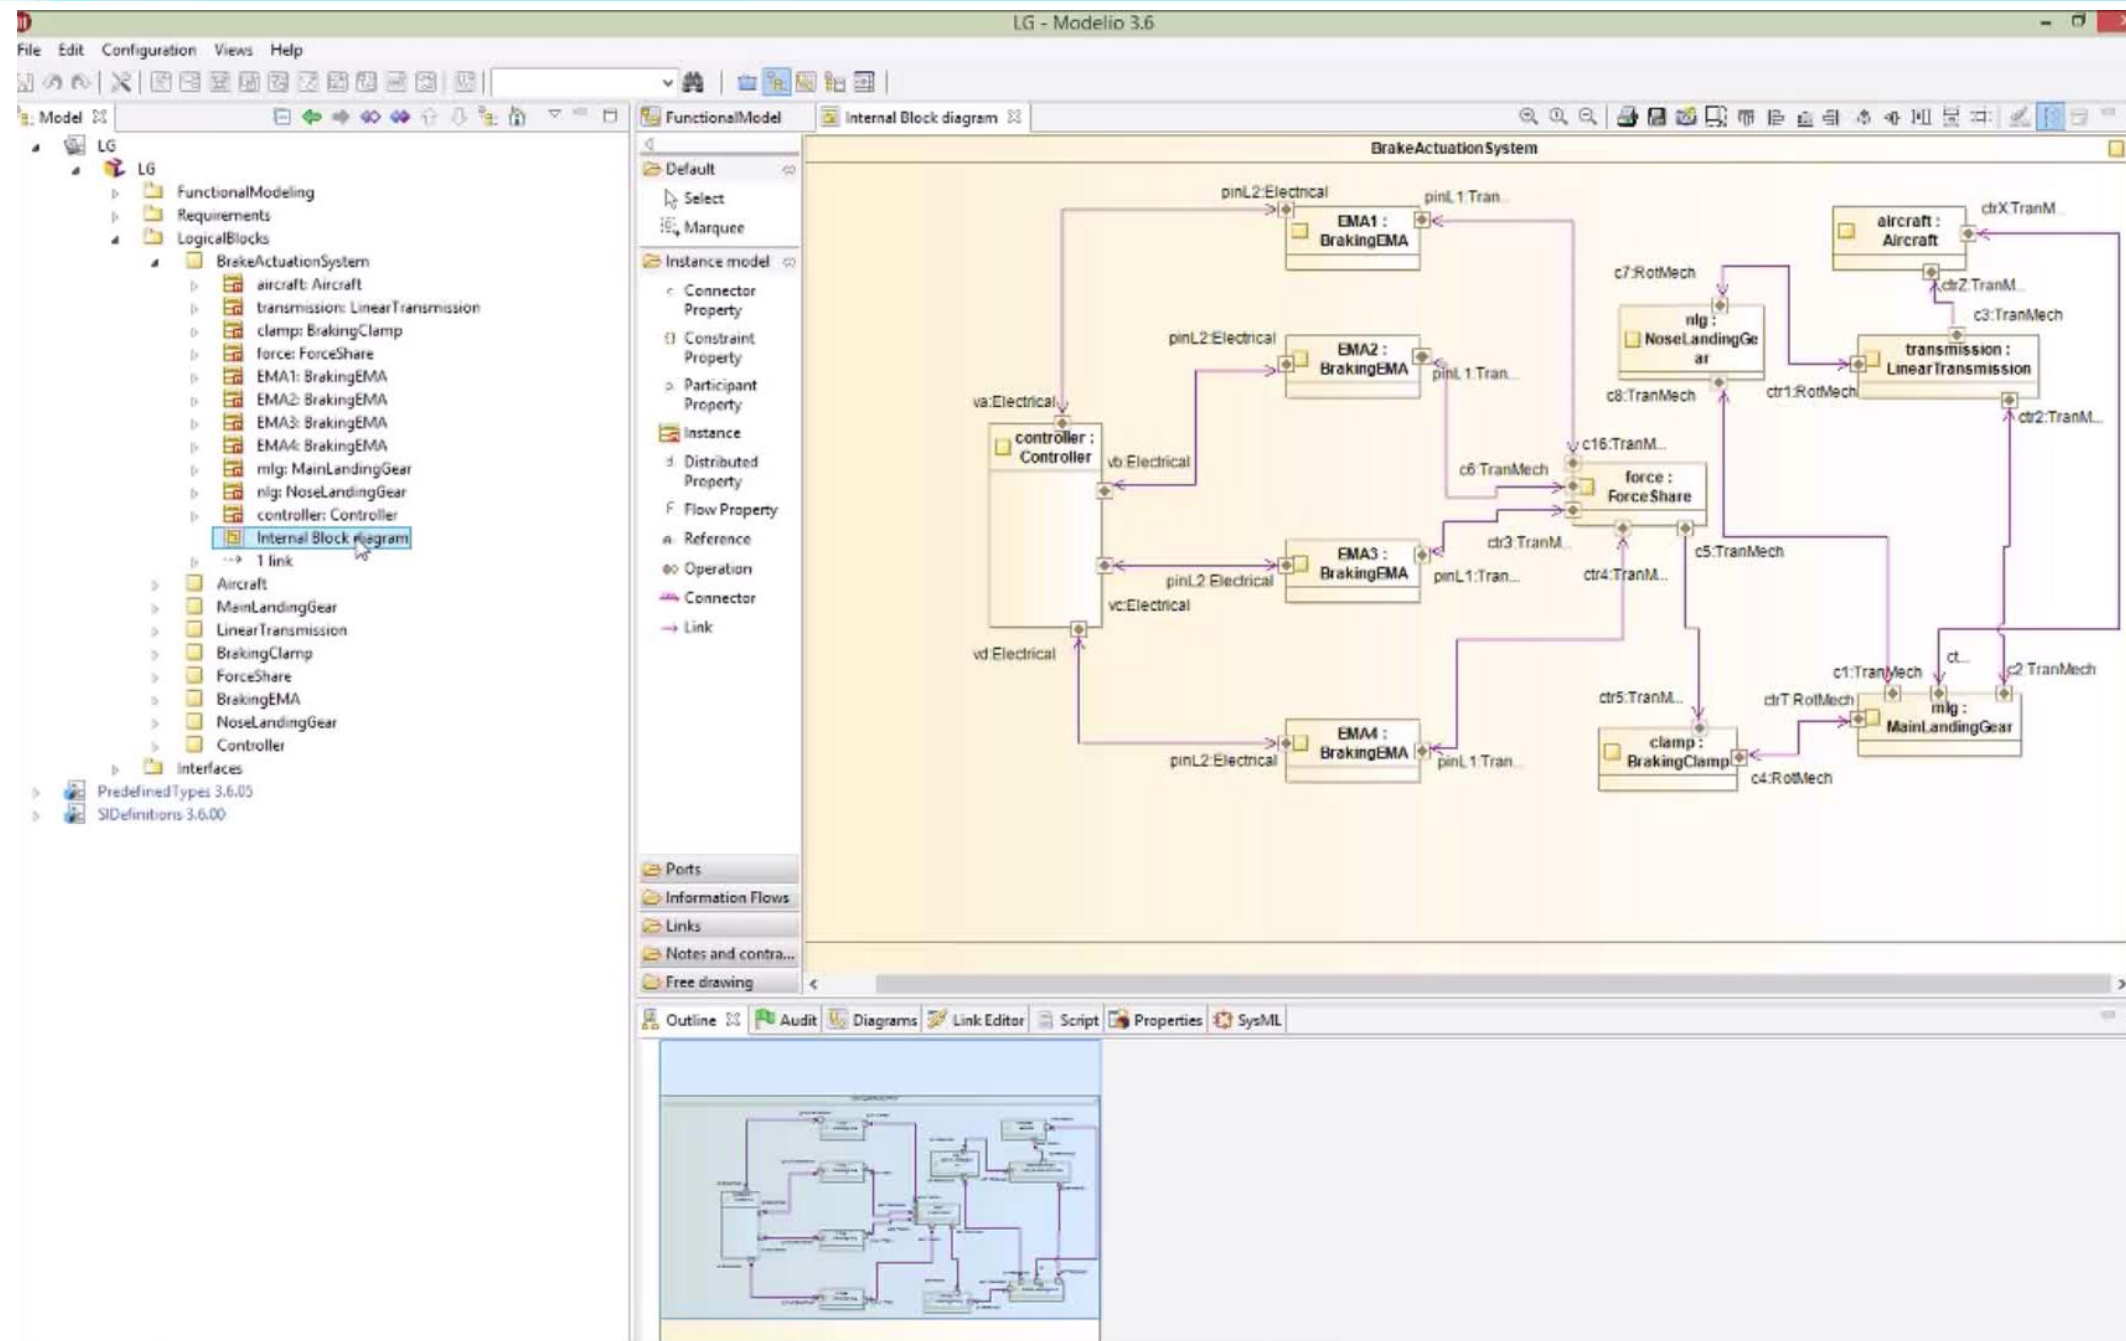 LG - Modelio 3.6
File Edit Configuration Views Help
Model
LG
LG
FunctionalModeling
Requirements
LogicalBlocks
BrakeActuationSystem
aircraft: Aircraft
transmission: LinearTransmission
clamp: BrakingClamp
force: ForceShare
EMA1: BrakingEMA
EMA2: BrakingEMA
EMA3: BrakingEMA
EMA4: BrakingEMA
mlg: MainLandingGear
nlg: NoseLandingGear
controller: Controller
Internal Block diagram
1 link
Aircraft
MainLandingGear
LinearTransmission
BrakingClamp
ForceShare
BrakingEMA
NoseLandingGear
Controller
Interfaces
PredefinedTypes 3.6.05
SIDefinitions 3.6.00
FunctionalModel
Internal Block diagram
Default
Select
Marquee
Instance model
Connector
Property
Constraint
Property
Participant
Property
Instance
Distributed
Property
Flow Property
Reference
Operation
Connector
Link
Ports
Information Flows
Links
Notes and contra...
Free drawing
BrakeActuationSystem
pinL2:Electrical
EMA1 :
BrakingEMA
pinL1:Tran...
aircraft :
Aircraft
ctrX:TranM...
ctrZ:TranM...
c7:RotMech
c3:TranMech
nlg :
NoseLandingGe
ar
transmission :
LinearTransmission
pinL2:Electrical
EMA2 :
BrakingEMA
pinL1:Tran...
c8:TranMech
ctr1:RotMech
ctr2:TranM...
va:Electrical
controller :
Controller
vb:Electrical
c16:TranM...
c6:TranMech
force :
ForceShare
ctr3:TranM...
c5:TranMech
EMA3 :
BrakingEMA
pinL2:Electrical
pinL1:Tran...
ctr4:TranM...
vc:Electrical
vd:Electrical
c1:TranMech
ct...
c2:TranMech
ctr5:TranM...
ctrT:RotMech
mlg :
MainLandingGear
EMA4 :
BrakingEMA
pinL2:Electrical
pinL1:Tran...
clamp :
BrakingClamp
c4:RotMech
Outline Audit Diagrams Link Editor Script Properties SysML